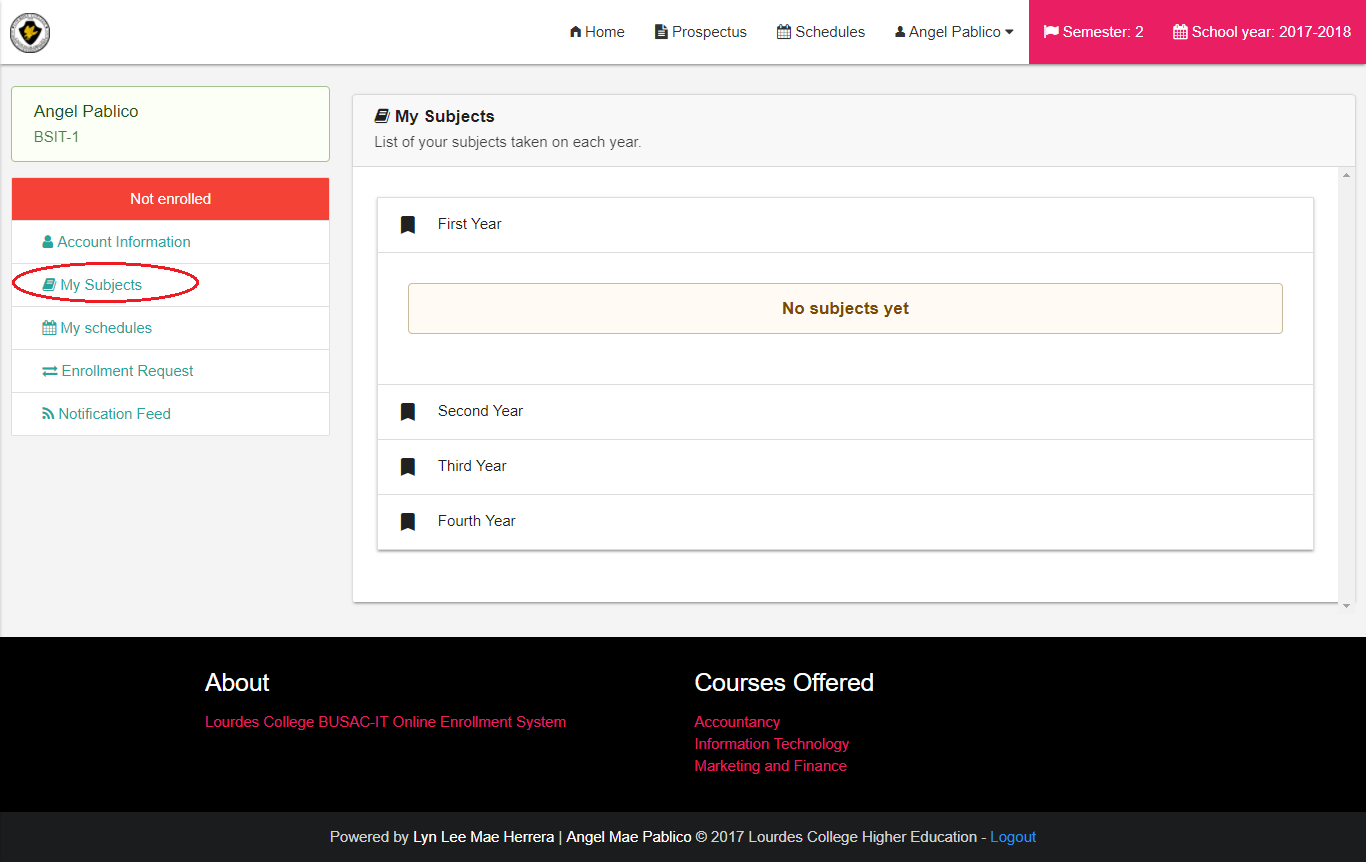 Home Prospectus Schedules Angel Pablico Semester: 2 School year: 2017-2018
Angel Pablico
BSIT-1
Not enrolled
Account Information
My Subjects
My schedules
Enrollment Request
Notification Feed
My Subjects
List of your subjects taken on each year.
First Year
No subjects yet
Second Year
Third Year
Fourth Year
About
Lourdes College BUSAC-IT Online Enrollment System
Courses Offered
Accountancy
Information Technology
Marketing and Finance
Powered by Lyn Lee Mae Herrera | Angel Mae Pablico © 2017 Lourdes College Higher Education - Logout